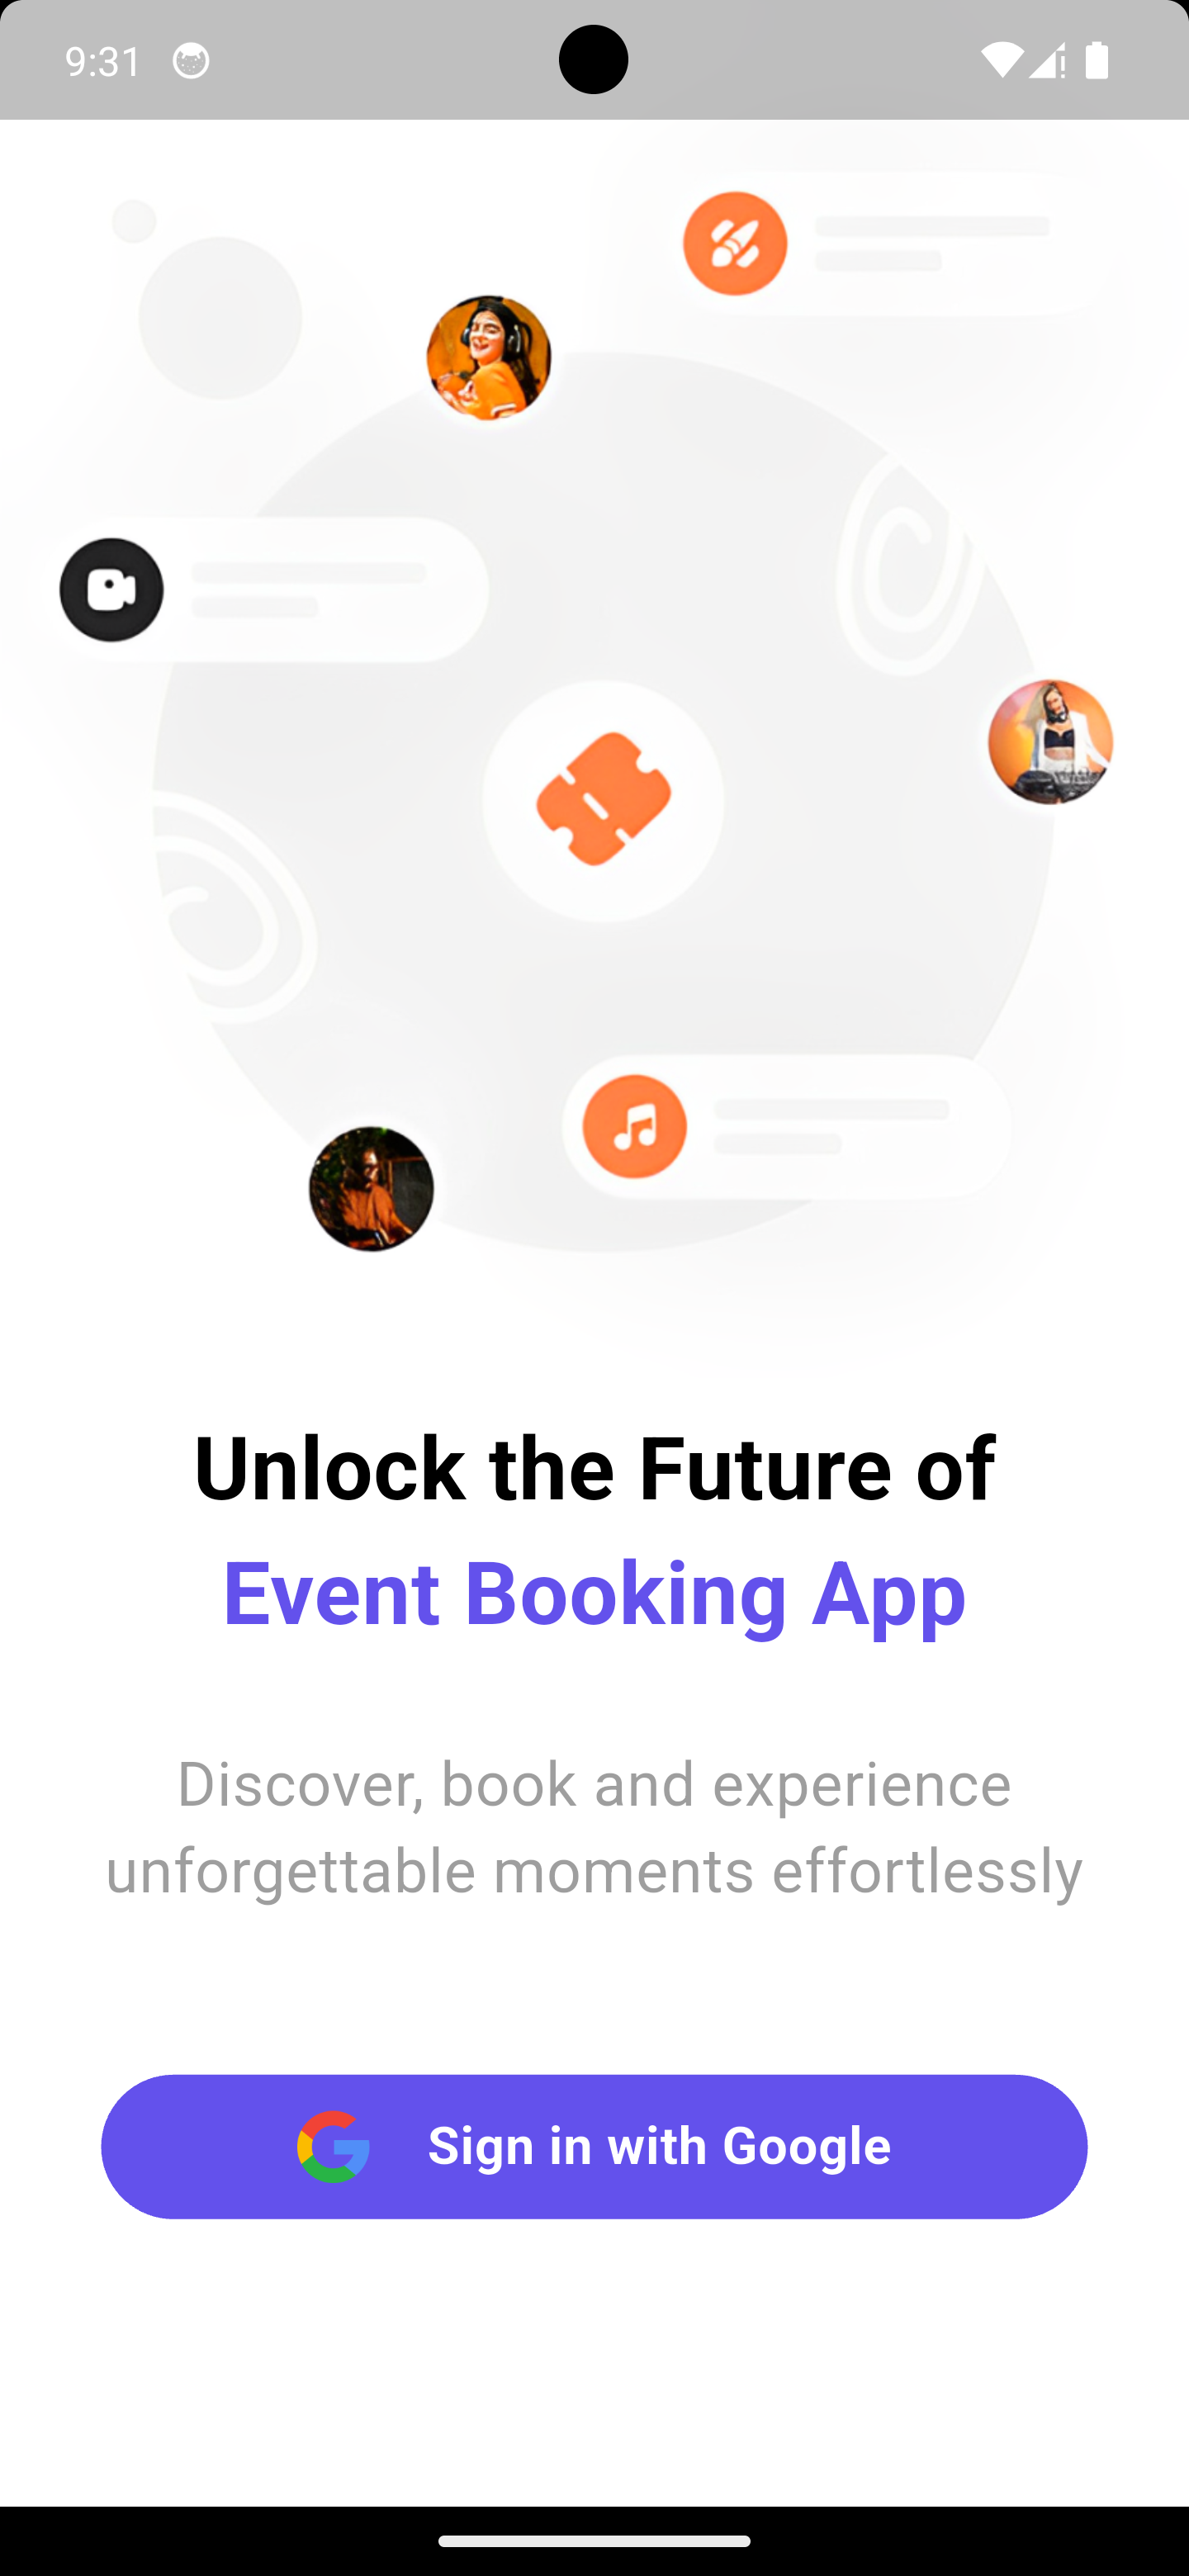 9:31
Unlock the Future of
Event Booking App
Discover, book and experience
unforgettable moments effortlessly
Sign in with Google